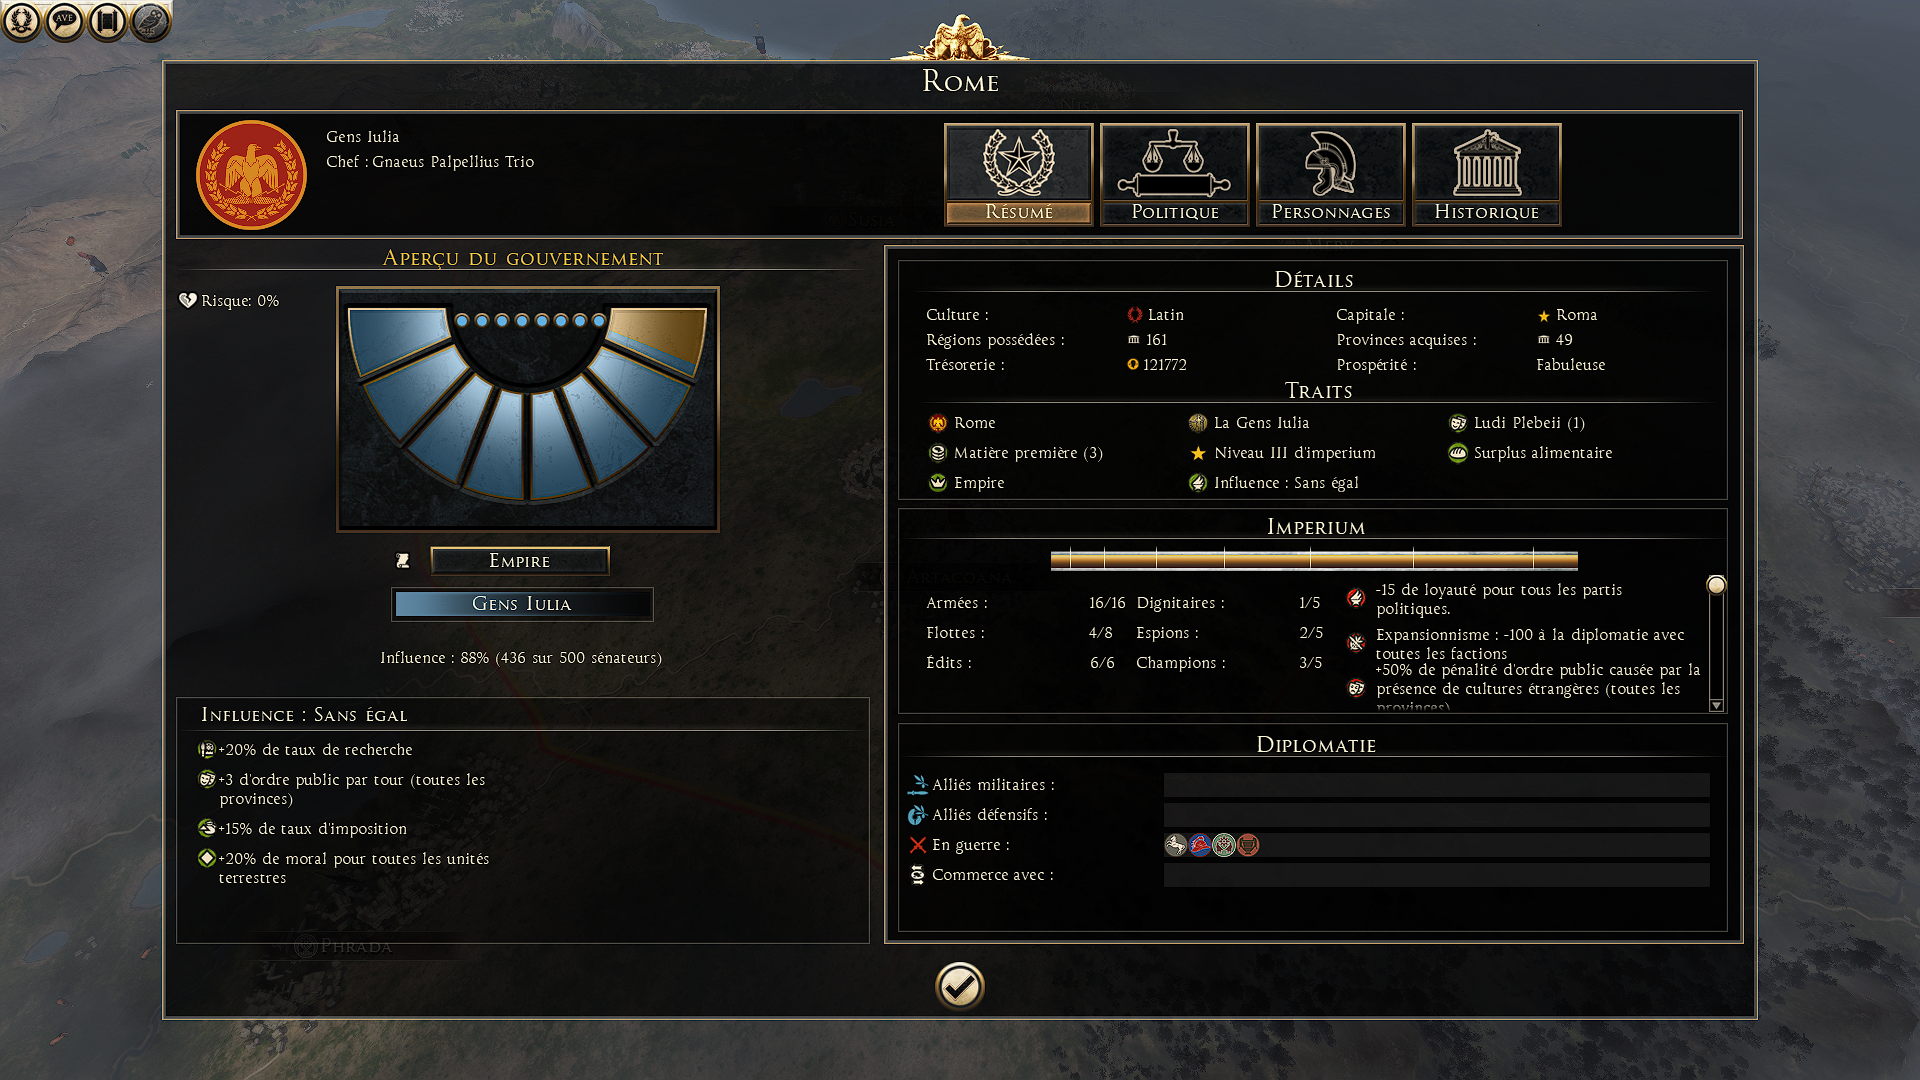 AVE
Rome
Gens Iulia
Chef : Gnaeus Palpellius Trio
Résumé
Politique
Personnages
Historique
Aperçu du gouvernement
Risque: 0%
Empire
Gens Iulia
Influence : 88% (436 sur 500 sénateurs)
Influence : Sans égal
+20% de taux de recherche
+3 d'ordre public par tour (toutes les
provinces)
+15% de taux d'imposition
+20% de moral pour toutes les unités
terrestres
Phrada
Détails
Culture : Latin
Capitale : Roma
Régions possédées : 161
Provinces acquises : 49
Trésorerie : 121772
Prospérité : Fabuleuse
Traits
Rome
La Gens Iulia
Ludi Plebeii (1)
Matière première (3)
Niveau III d'imperium
Surplus alimentaire
Empire
Influence : Sans égal
Imperium
Armées : 16/16 Dignitaires : 1/5
Flottes : 4/8 Espions : 2/5
Édits : 6/6 Champions : 3/5
-15 de loyauté pour tous les partis
politiques.
Expansionnisme : -100 à la diplomatie avec
toutes les factions
+50% de pénalité d'ordre public causée par la
présence de cultures étrangères (toutes les
provinces)
Diplomatie
Alliés militaires :
Alliés défensifs :
En guerre :
Commerce avec :